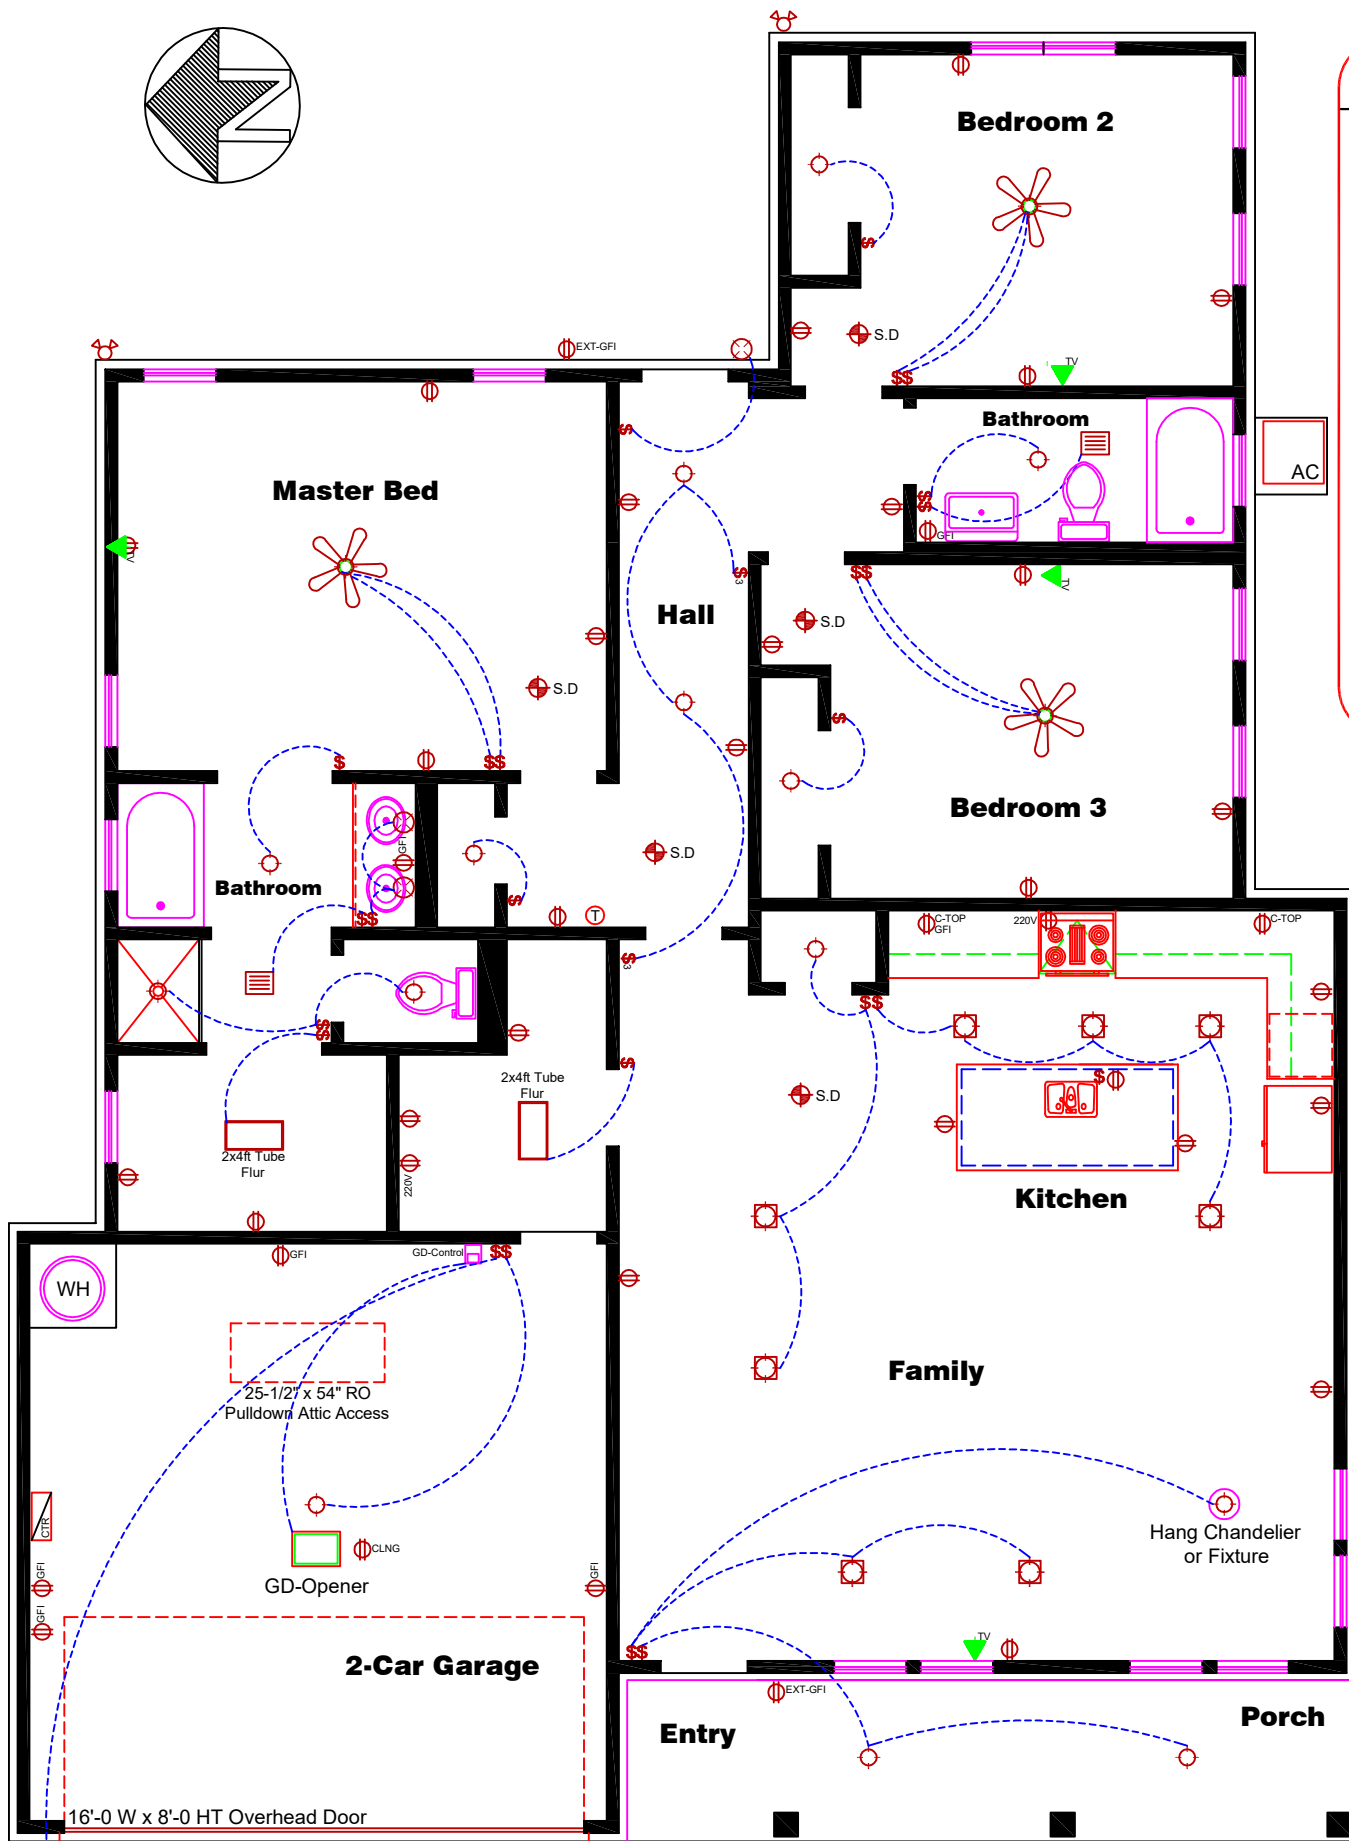 N
Bedroom 2
S.D
$
$$
TV
EXT-GFI
$
Bathroom
$
$
GFI
AC
Master Bed
TV
$3
$$
TV
Hall
S.D
S.D
$
$
$$
Bedroom 3
GFI
S.D
Bathroom
$
$$
T
C-TOP
GFI
220V
C-TOP
$3
$$
$
$
$
2x4ft Tube
Flur
$
S.D
2x4ft Tube
Flur
220V
Kitchen
GFI
GD-Control
$$
WH
25-1/2" x 54" RO
Pulldown Attic Access
Family
CTR
CLNG
Hang Chandelier
or Fixture
GD-Opener
GFI
GFI
GFI
2-Car Garage
$$
TV
EXT-GFI
Entry
Porch
16'-0 W x 8'-0 HT Overhead Door